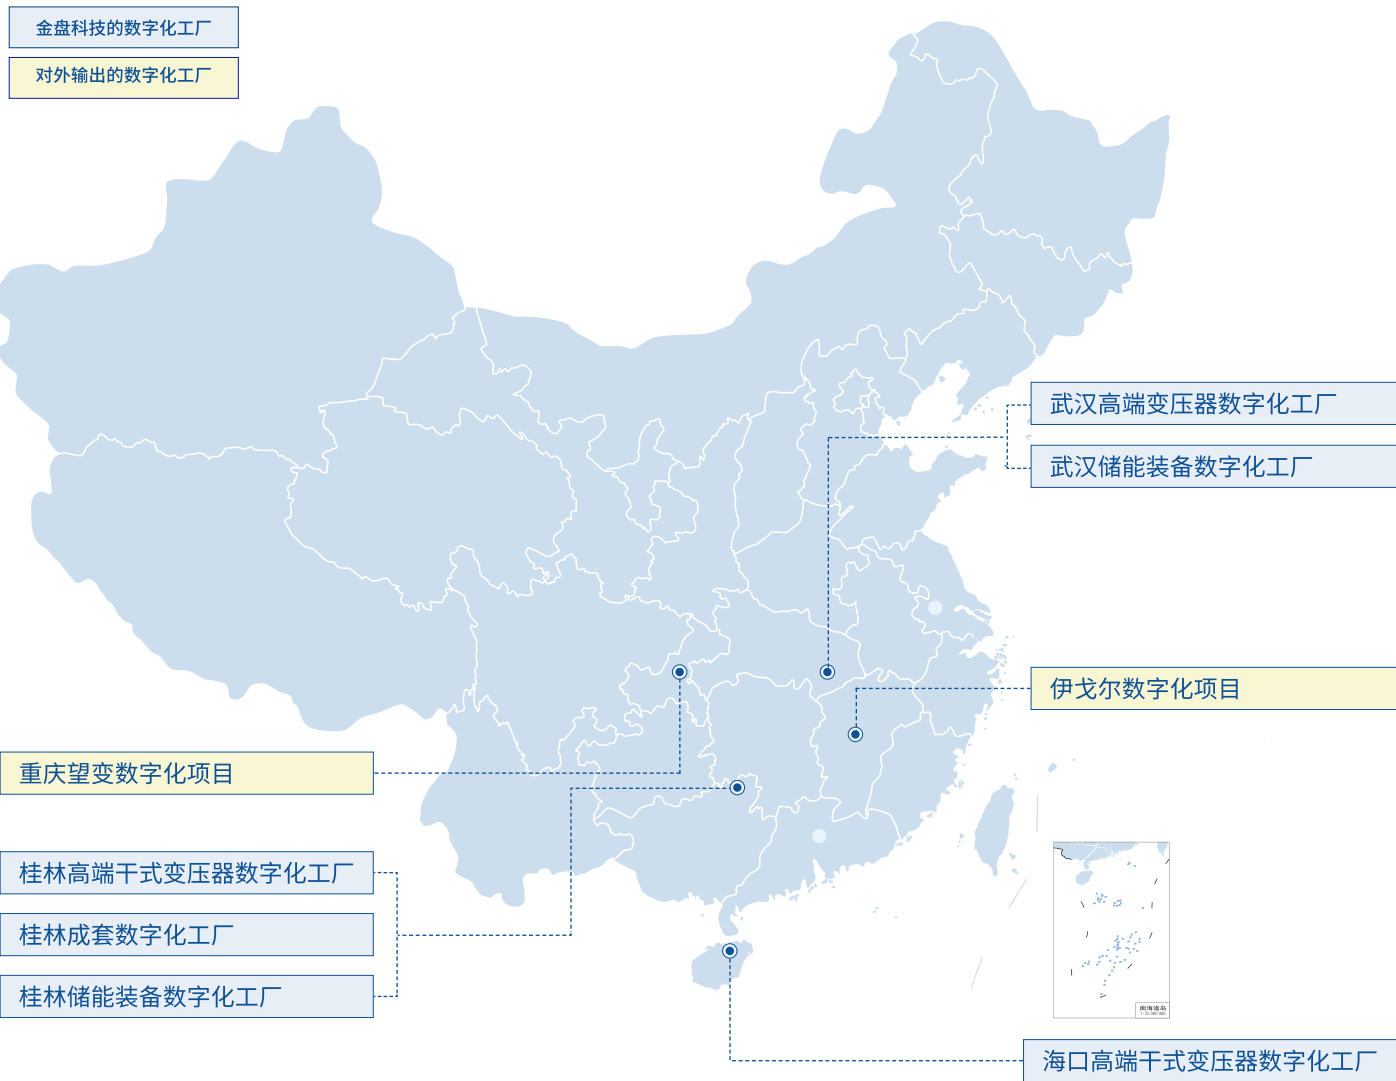 金盘科技的数字化工厂
对外输出的数字化工厂
武汉高端变压器数字化工厂
武汉储能装备数字化工厂
伊戈尔数字化项目
重庆望变数字化项目
桂林高端干式变压器数字化工厂
桂林成套数字化工厂
桂林储能装备数字化工厂
南海诸岛
海口高端干式变压器数字化工厂